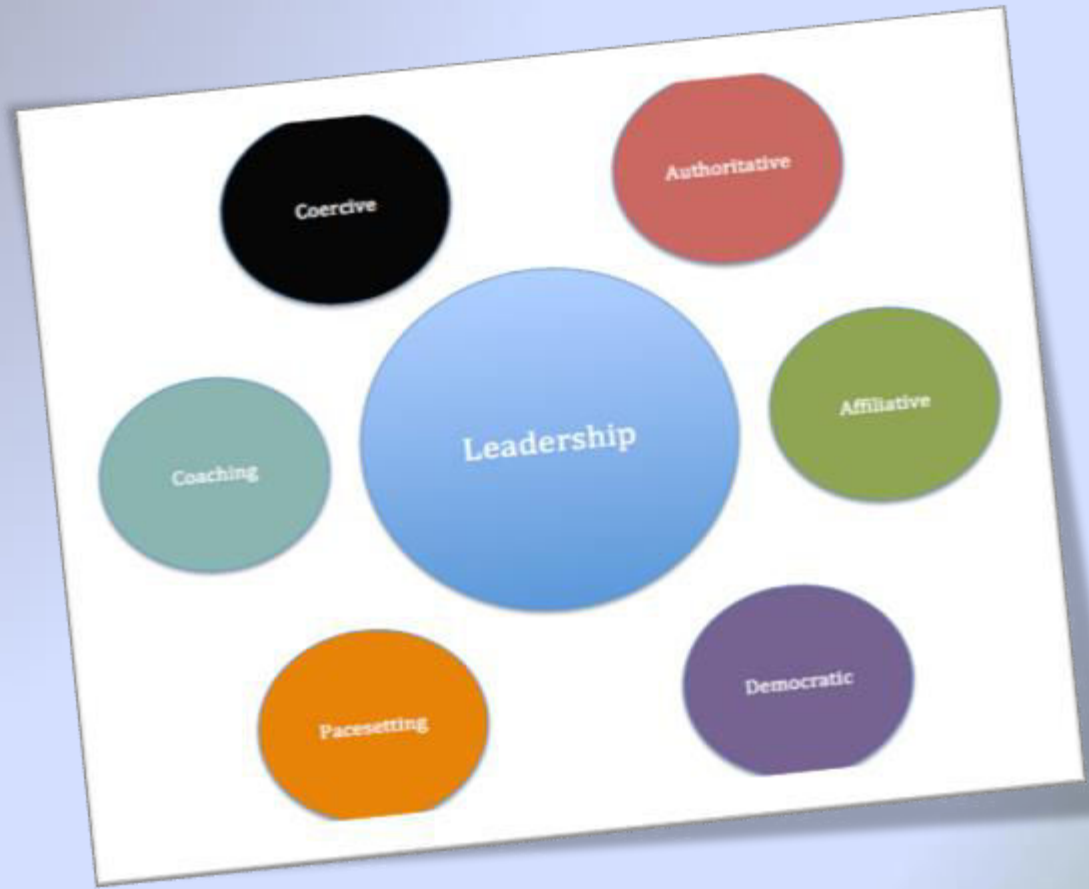 Coercive
Authoritative
Leadership
Affiliative
Coaching
Democratic
Pacesetting